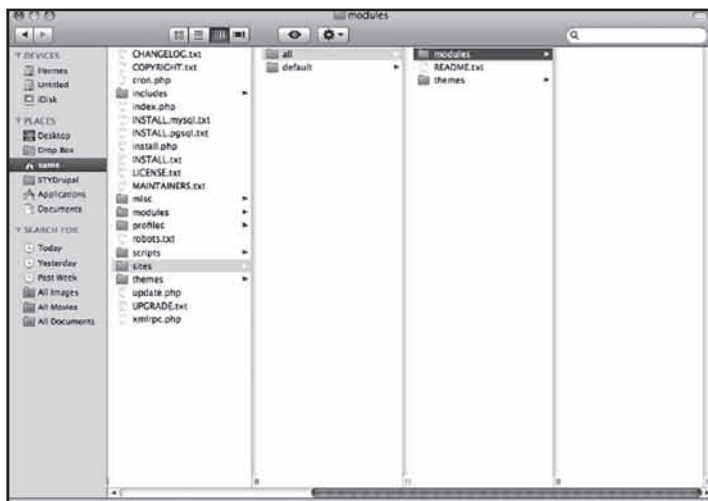 modules
DEVICES
Hermes
Untitled
iDisk
PLACES
Desktop
Drop Box
same
STYDrupal
Applications
Documents
SEARCH FOR
Today
Yesterday
Past Week
All Images
All Movies
All Documents
CHANGELOG.txt
COPYRIGHT.txt
cron.php
includes
index.php
INSTALL.mysql.txt
INSTALL.pgsql.txt
install.php
INSTALL.txt
LICENSE.txt
MAINTAINERS.txt
misc
modules
profiles
robots.txt
scripts
sites
themes
update.php
UPGRADE.txt
xmlrpc.php
all
default
modules
README.txt
themes